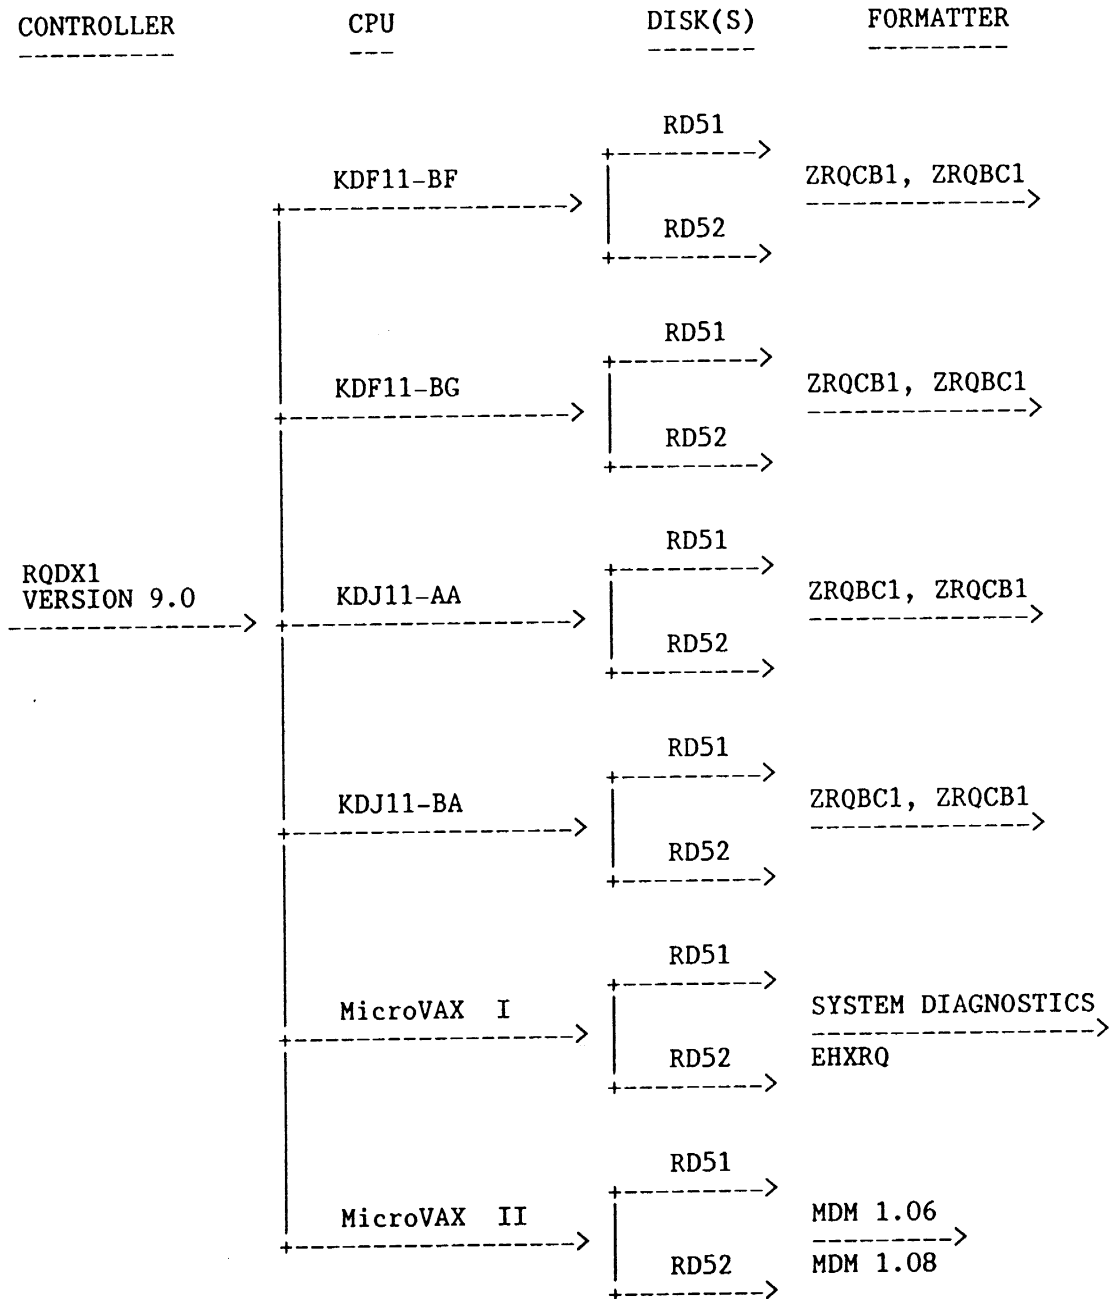 CONTROLLER CPU DISK(S) FORMATTER
RD51
KDF11-BF ZRQCB1, ZRQBC1
RD52
RD51
KDF11-BG ZRQCB1, ZRQBC1
RD52
RD51
RQDX1
VERSION 9.0 KDJ11-AA ZRQBC1, ZRQCB1
RD52
RD51
KDJ11-BA ZRQBC1, ZRQCB1
RD52
RD51
MicroVAX I SYSTEM DIAGNOSTICS
RD52 EHXRQ
RD51
MicroVAX II MDM 1.06
RD52 MDM 1.08